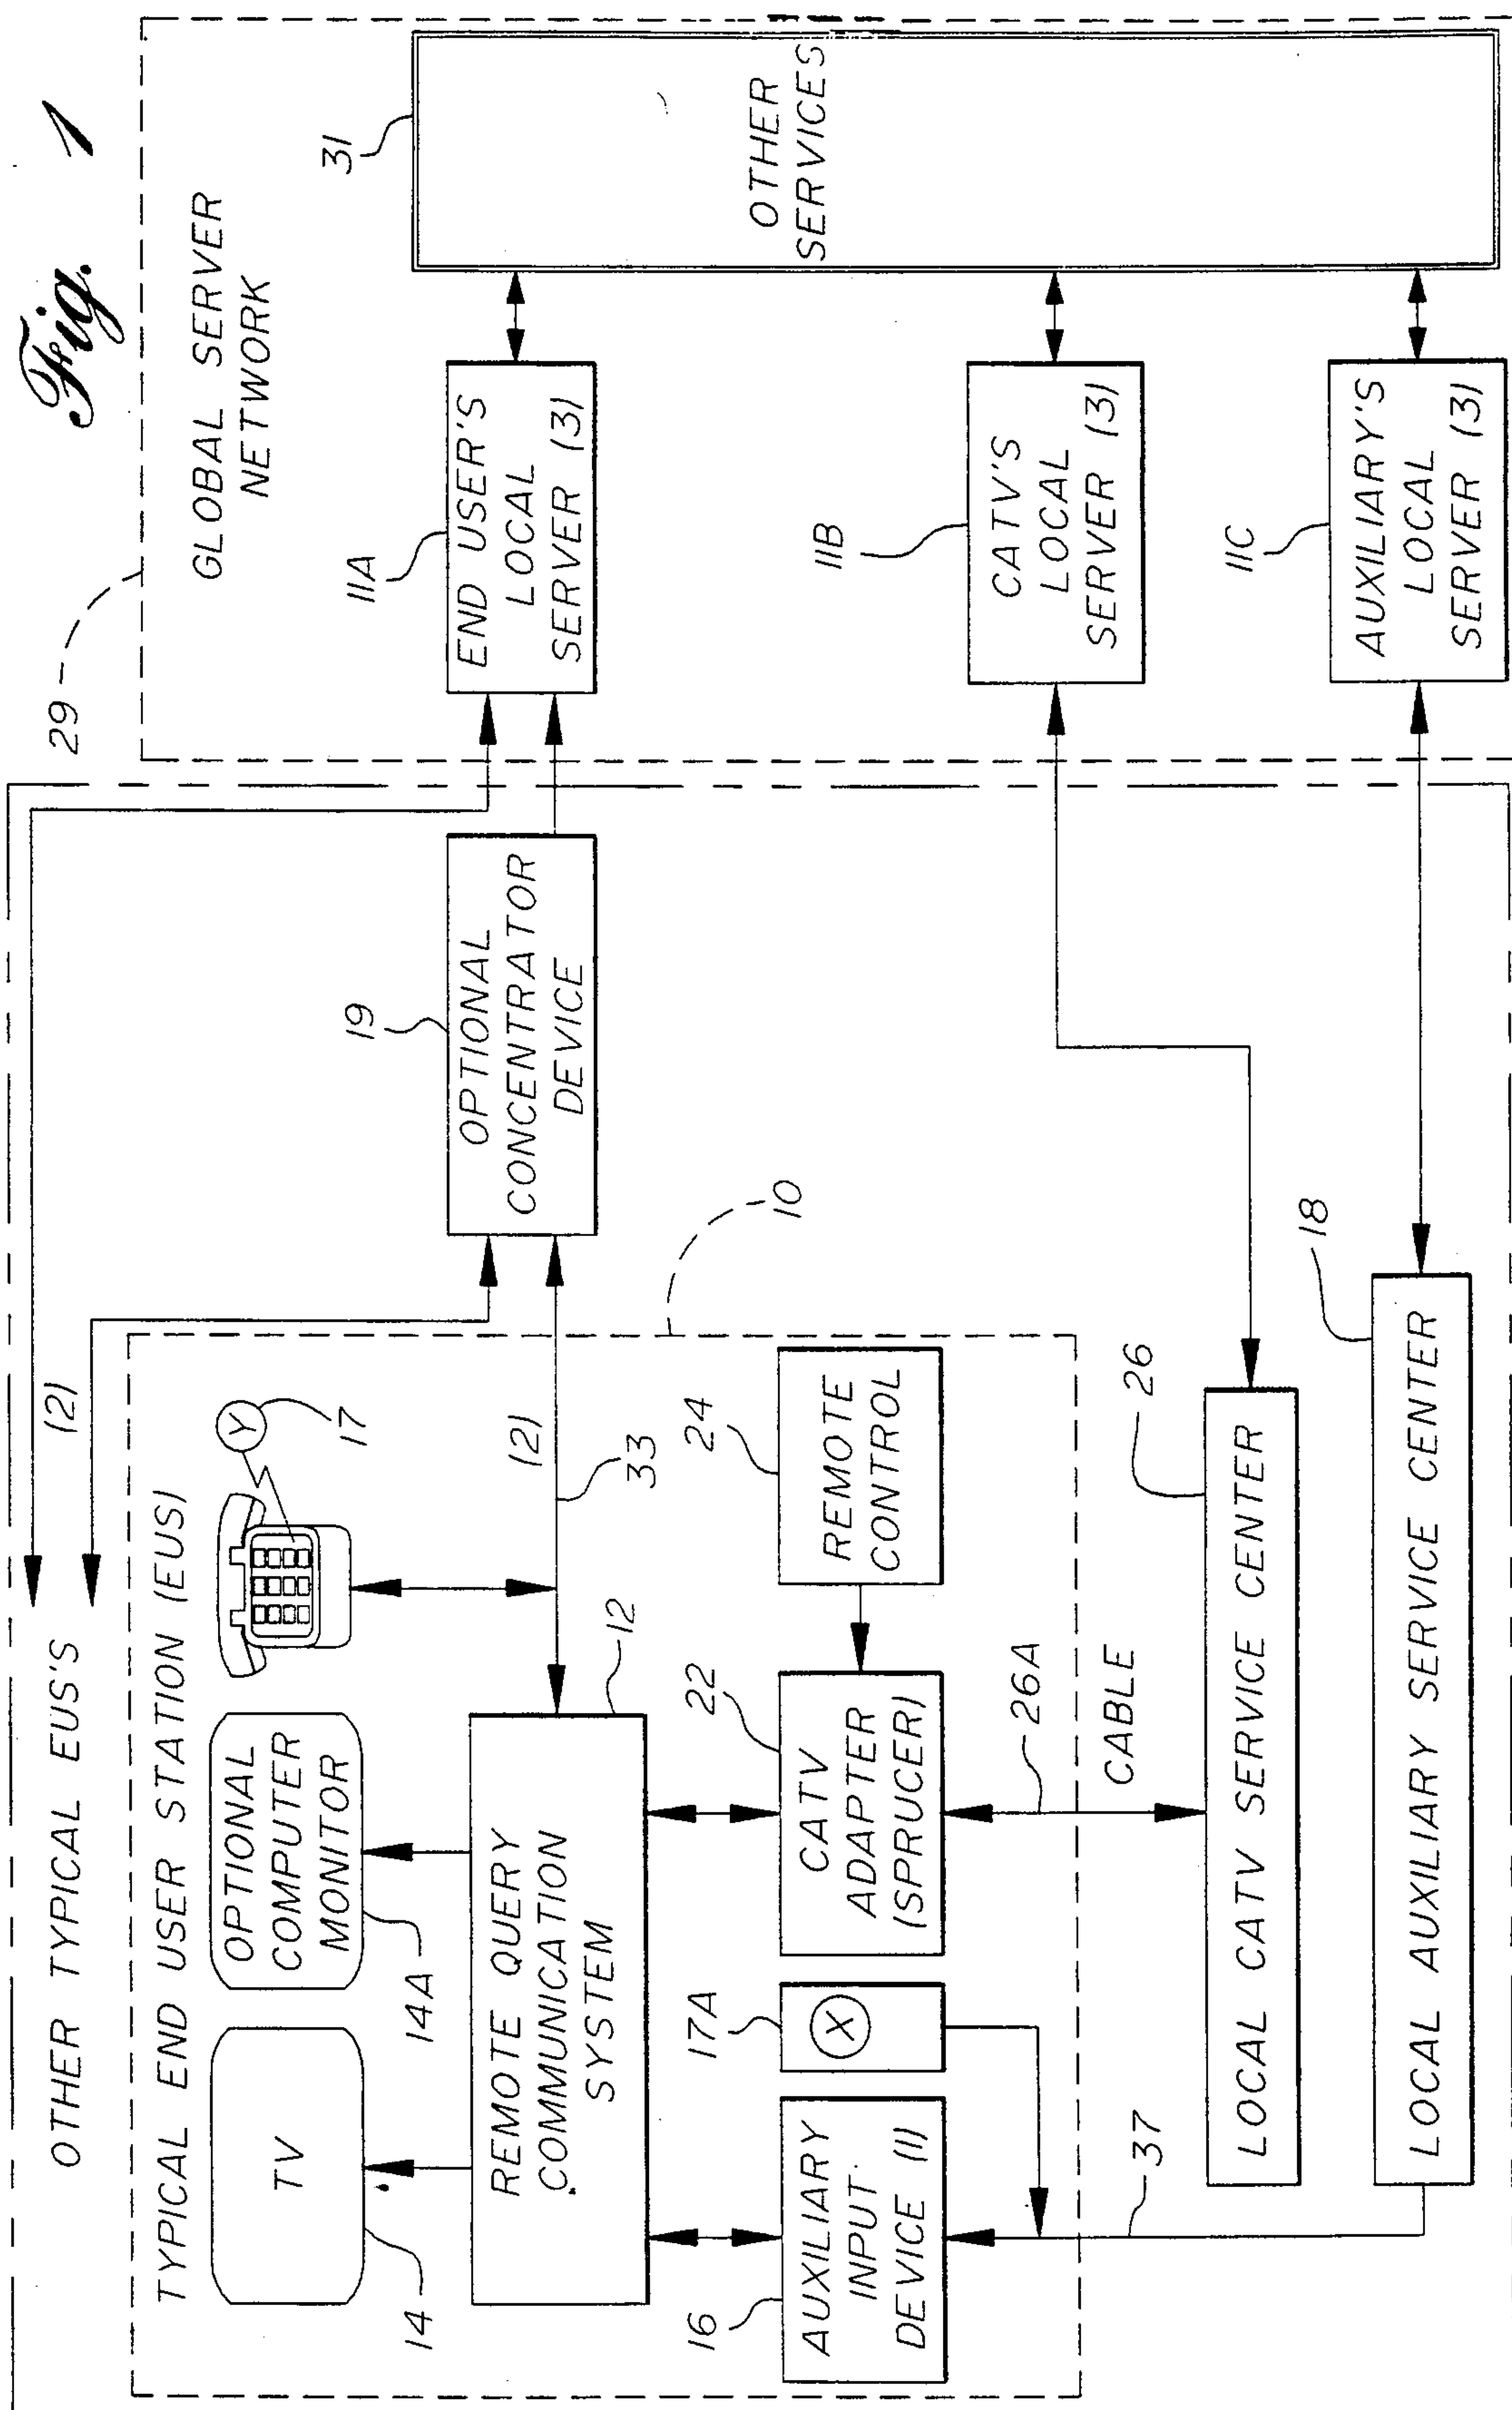 Fig. 1
OTHER TYPICAL EUS'S
(2)
29
GLOBAL SERVER
NETWORK
TYPICAL END USER STATION (EUS)
TV
14
OPTIONAL
COMPUTER
MONITOR
14A
Y
17
REMOTE QUERY
COMMUNICATION
SYSTEM
12
(2)
33
19
OPTIONAL
CONCENTRATOR
DEVICE
11A
END USER'S
LOCAL
SERVER (3)
31
OTHER
SERVICES
16
AUXILIARY
INPUT
DEVICE (1)
17A
X
22
CATV
ADAPTER
(SPRUCER)
24
REMOTE
CONTROL
10
11B
CATV'S
LOCAL
SERVER (3)
37
26A
CABLE
26
LOCAL CATV SERVICE CENTER
18
LOCAL AUXILIARY SERVICE CENTER
11C
AUXILIARY'S
LOCAL
SERVER (3)